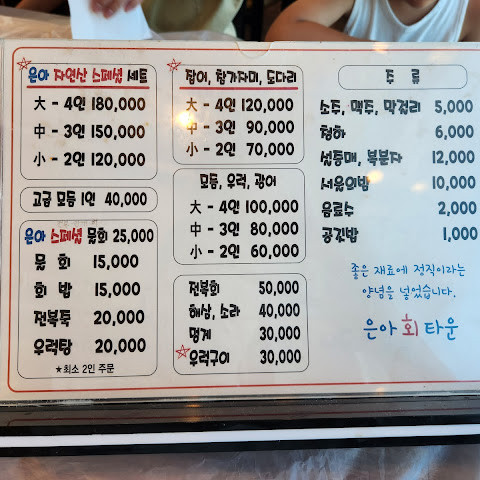 ☆은아 자연산 스페셜 세트
大 - 4인 180,000
中 - 3인 150,000
小 - 2인 120,000
고급 모듬 1인 40,000
은아 스페셜 물회 25,000
물 회 15,000
회 밥 15,000
전복죽 20,000
우럭탕 20,000
★최소 2인 주문
☆잡어, 참가자미, 도다리
大 - 4인 120,000
中 - 3인 90,000
小 - 2인 70,000
모듬, 우럭, 광어
大 - 4인 100,000
中 - 3인 80,000
小 - 2인 60,000
전복회 50,000
해삼, 소라 40,000
멍게 30,000
☆우럭구이 30,000
주 류
소주, 맥주, 막걸리 5,000
청하 6,000
설중매, 복분자 12,000
서울의밤 10,000
음료수 2,000
공깃밥 1,000
좋은 재료에 정직이라는
양념을 넣었습니다.
은아 회 타운